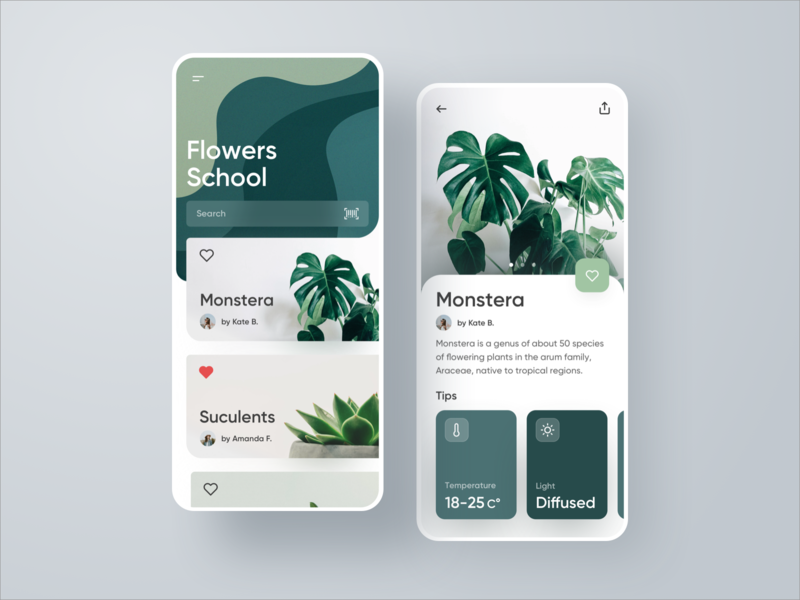 Flowers
School
Search
Monstera
by Kate B.
Suculents
by Amanda F.
Monstera
by Kate B.
Monstera is a genus of about 50 species
of flowering plants in the arum family,
Araceae, native to tropical regions.
Tips
Temperature
18-25 C°
Light
Diffused